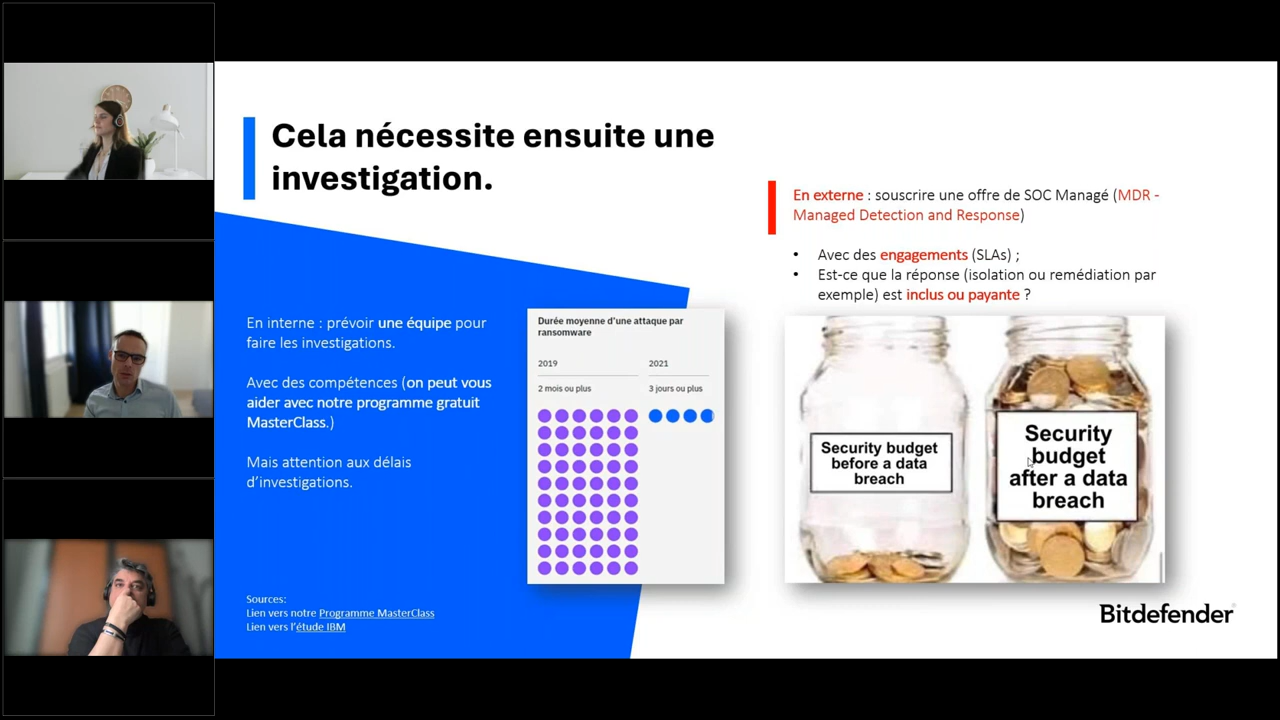 Cela nécessite ensuite une
investigation.
En interne : prévoir une équipe pour
faire les investigations.
Avec des compétences (on peut vous
aider avec notre programme gratuit
MasterClass.)
Mais attention aux délais
d’investigations.
Sources:
Lien vers notre Programme MasterClass
Lien vers l’étude IBM
Durée moyenne d’une attaque par
ransomware
2019
2021
2 mois ou plus
3 jours ou plus
En externe : souscrire une offre de SOC Managé (MDR -
Managed Detection and Response)
• Avec des engagements (SLAs) ;
• Est-ce que la réponse (isolation ou remédiation par
exemple) est inclus ou payante ?
Security budget
before a data
breach
Security
budget
after a data
breach
Bitdefender